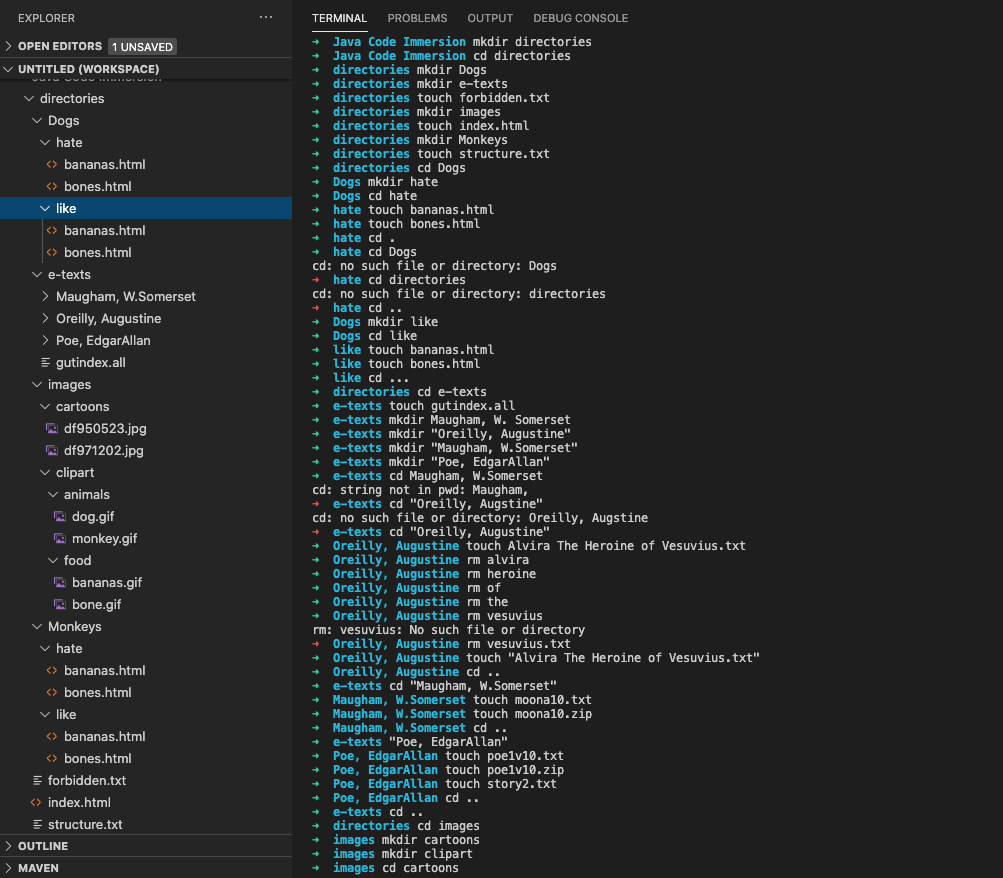 EXPLORER
OPEN EDITORS 1 UNSAVED
UNTITLED (WORKSPACE)
Java Code Immersion
directories
Dogs
hate
bananas.html
bones.html
like
bananas.html
bones.html
e-texts
Maugham, W.Somerset
Oreilly, Augustine
Poe, EdgarAllan
gutindex.all
images
cartoons
df950523.jpg
df971202.jpg
clipart
animals
dog.gif
monkey.gif
food
bananas.gif
bone.gif
Monkeys
hate
bananas.html
bones.html
like
bananas.html
bones.html
forbidden.txt
index.html
structure.txt
OUTLINE
MAVEN
TERMINAL PROBLEMS OUTPUT DEBUG CONSOLE
➜ Java Code Immersion mkdir directories
➜ Java Code Immersion cd directories
➜ directories mkdir Dogs
➜ directories mkdir e-texts
➜ directories touch forbidden.txt
➜ directories mkdir images
➜ directories touch index.html
➜ directories mkdir Monkeys
➜ directories touch structure.txt
➜ directories cd Dogs
➜ Dogs mkdir hate
➜ Dogs cd hate
➜ hate touch bananas.html
➜ hate touch bones.html
➜ hate cd .
➜ hate cd Dogs
cd: no such file or directory: Dogs
➜ hate cd directories
cd: no such file or directory: directories
➜ hate cd ..
➜ Dogs mkdir like
➜ Dogs cd like
➜ like touch bananas.html
➜ like touch bones.html
➜ like cd ...
➜ directories cd e-texts
➜ e-texts touch gutindex.all
➜ e-texts mkdir Maugham, W. Somerset
➜ e-texts mkdir "Oreilly, Augustine"
➜ e-texts mkdir "Maugham, W.Somerset"
➜ e-texts mkdir "Poe, EdgarAllan"
➜ e-texts cd Maugham, W.Somerset
cd: string not in pwd: Maugham,
➜ e-texts cd "Oreilly, Augstine"
cd: no such file or directory: Oreilly, Augstine
➜ e-texts cd "Oreilly, Augustine"
➜ Oreilly, Augustine touch Alvira The Heroine of Vesuvius.txt
➜ Oreilly, Augustine rm alvira
➜ Oreilly, Augustine rm heroine
➜ Oreilly, Augustine rm of
➜ Oreilly, Augustine rm the
➜ Oreilly, Augustine rm vesuvius
rm: vesuvius: No such file or directory
➜ Oreilly, Augustine rm vesuvius.txt
➜ Oreilly, Augustine touch "Alvira The Heroine of Vesuvius.txt"
➜ Oreilly, Augustine cd ..
➜ e-texts cd "Maugham, W.Somerset"
➜ Maugham, W.Somerset touch moona10.txt
➜ Maugham, W.Somerset touch moona10.zip
➜ Maugham, W.Somerset cd ..
➜ e-texts "Poe, EdgarAllan"
➜ Poe, EdgarAllan touch poe1v10.txt
➜ Poe, EdgarAllan touch poe1v10.zip
➜ Poe, EdgarAllan touch story2.txt
➜ Poe, EdgarAllan cd ..
➜ e-texts cd ..
➜ directories cd images
➜ images mkdir cartoons
➜ images mkdir clipart
➜ images cd cartoons